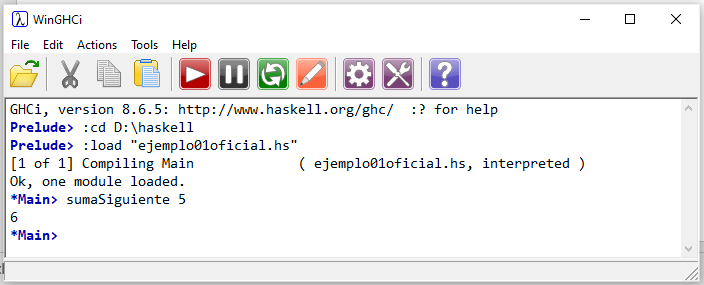 WinGHCi
File Edit Actions Tools Help
GHCi, version 8.6.5: http://www.haskell.org/ghc/  :? for help
Prelude> :cd D:\haskell
Prelude> :load "ejemplo01oficial.hs"
[1 of 1] Compiling Main             ( ejemplo01oficial.hs, interpreted )
Ok, one module loaded.
*Main> sumaSiguiente 5
6
*Main>